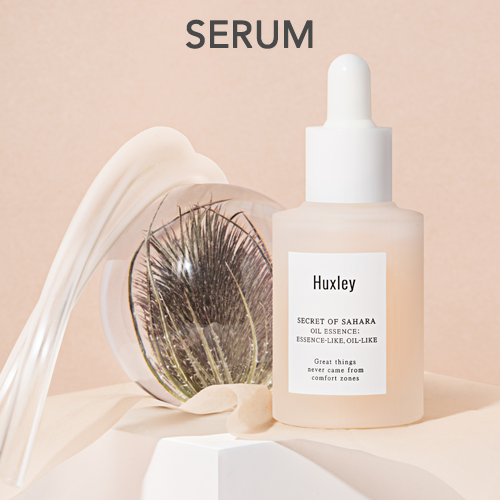 SERUM
Huxley
SECRET OF SAHARA
OIL ESSENCE;
ESSENCE-LIKE, OIL-LIKE
Great things
never came from
comfort zones